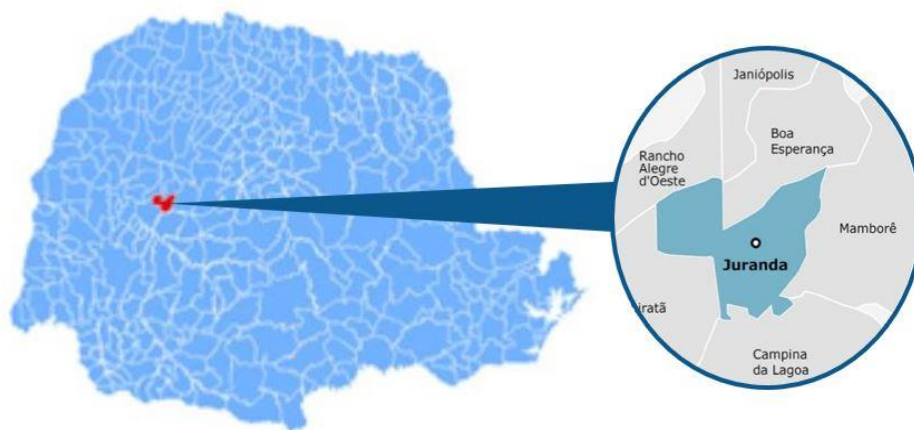 Janiópolis
Boa
Esperança
Rancho
Alegre
d'Oeste
Mamborê
Juranda
iratã
Campina
da Lagoa